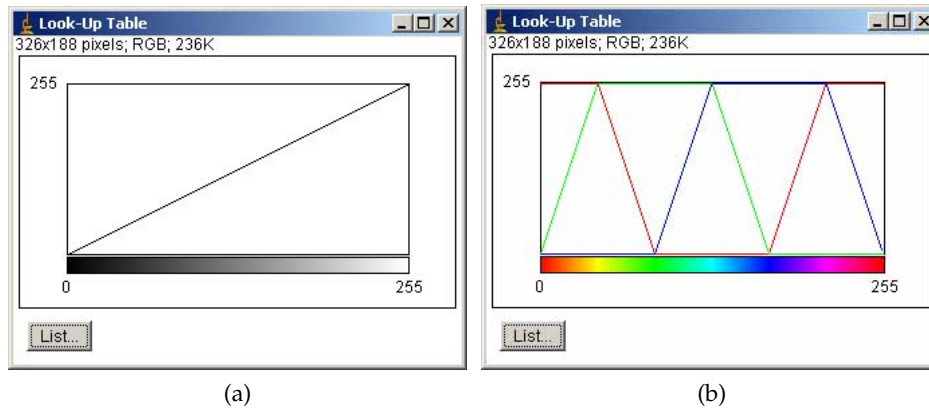 Look-Up Table
326x188 pixels; RGB; 236K
255
0 255
List...
(a)
Look-Up Table
326x188 pixels; RGB; 236K
255
0 255
List...
(b)